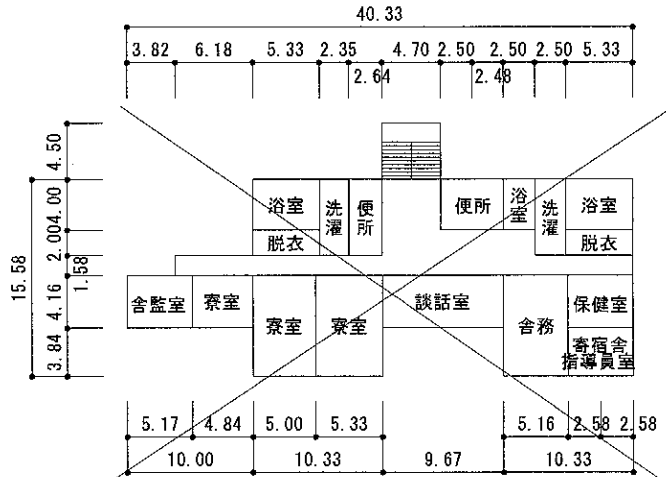 40.33
3.82 6.18 5.33 2.35 4.70 2.50 2.50 2.50 5.33
2.64 2.48
4.50
4.00
2.00
1.58
4.16
3.84
15.58
浴室
洗濯
便所
便所
浴室
洗濯
浴室
脱衣
脱衣
舎監室
寮室
寮室
寮室
談話室
舎務
保健室
寄宿舎
指導員室
5.17 4.84 5.00 5.33 5.16 2.58 2.58
10.00 10.33 9.67 10.33